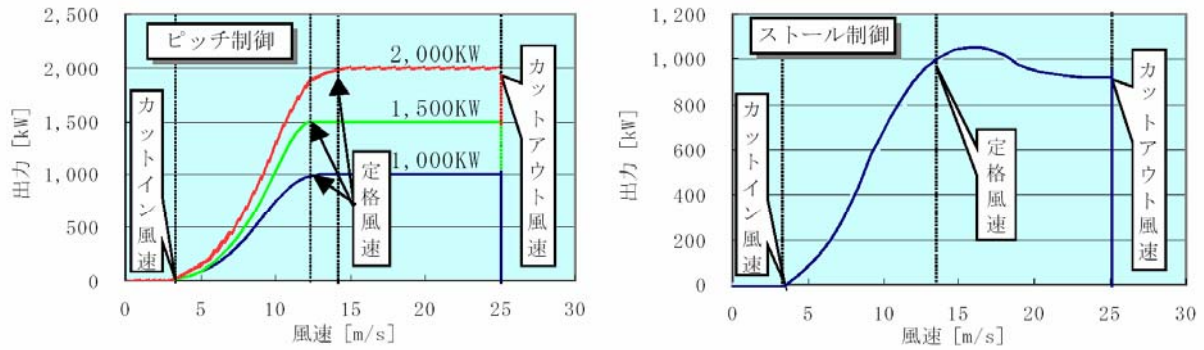 ピッチ制御
2,500
2,000
1,500
1,000
500
0
出力 [kW]
2,000KW
1,500KW
1,000KW
カットイン風速
定格風速
カットアウト風速
0 5 10 15 20 25 30
風速 [m/s]
ストール制御
1,200
1,000
800
600
400
200
0
出力 [kW]
カットイン風速
定格風速
カットアウト風速
0 5 10 15 20 25 30
風速 [m/s]